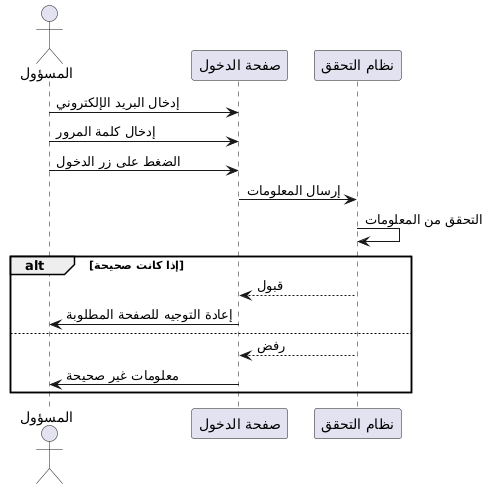 المسؤول
صفحة الدخول
نظام التحقق
إدخال البريد الإلكتروني
إدخال كلمة المرور
الضغط على زر الدخول
إرسال المعلومات
التحقق من المعلومات
alt [إذا كانت صحيحة]
قبول
إعادة التوجيه للصفحة المطلوبة
رفض
معلومات غير صحيحة
المسؤول
صفحة الدخول
نظام التحقق